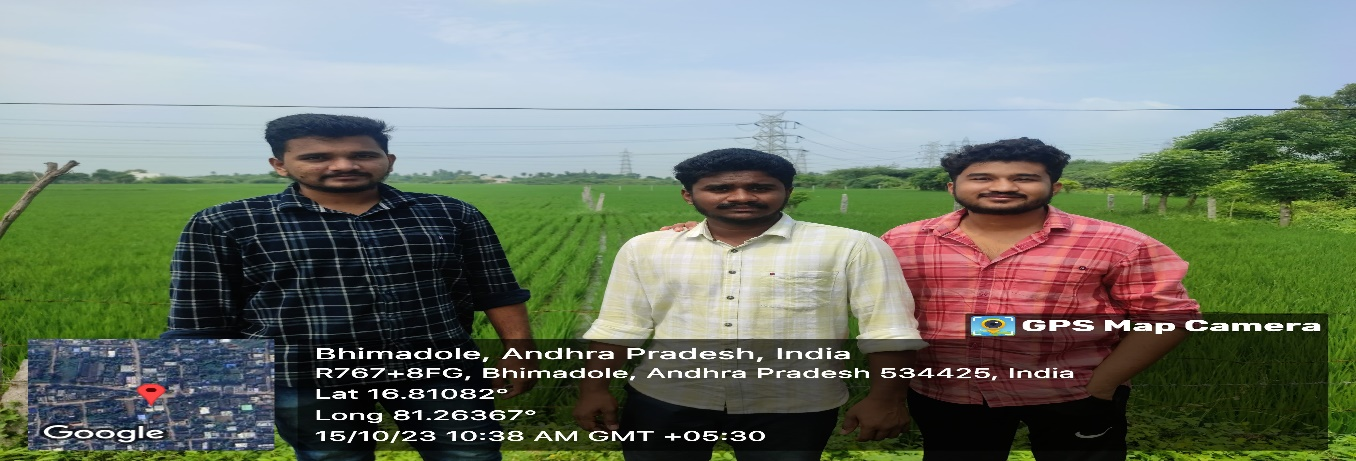 GPS Map Camera
Bhimadole, Andhra Pradesh, India
R767+8FG, Bhimadole, Andhra Pradesh 534425, India
Lat 16.81082°
Long 81.26367°
15/10/23 10:38 AM GMT +05:30
Google